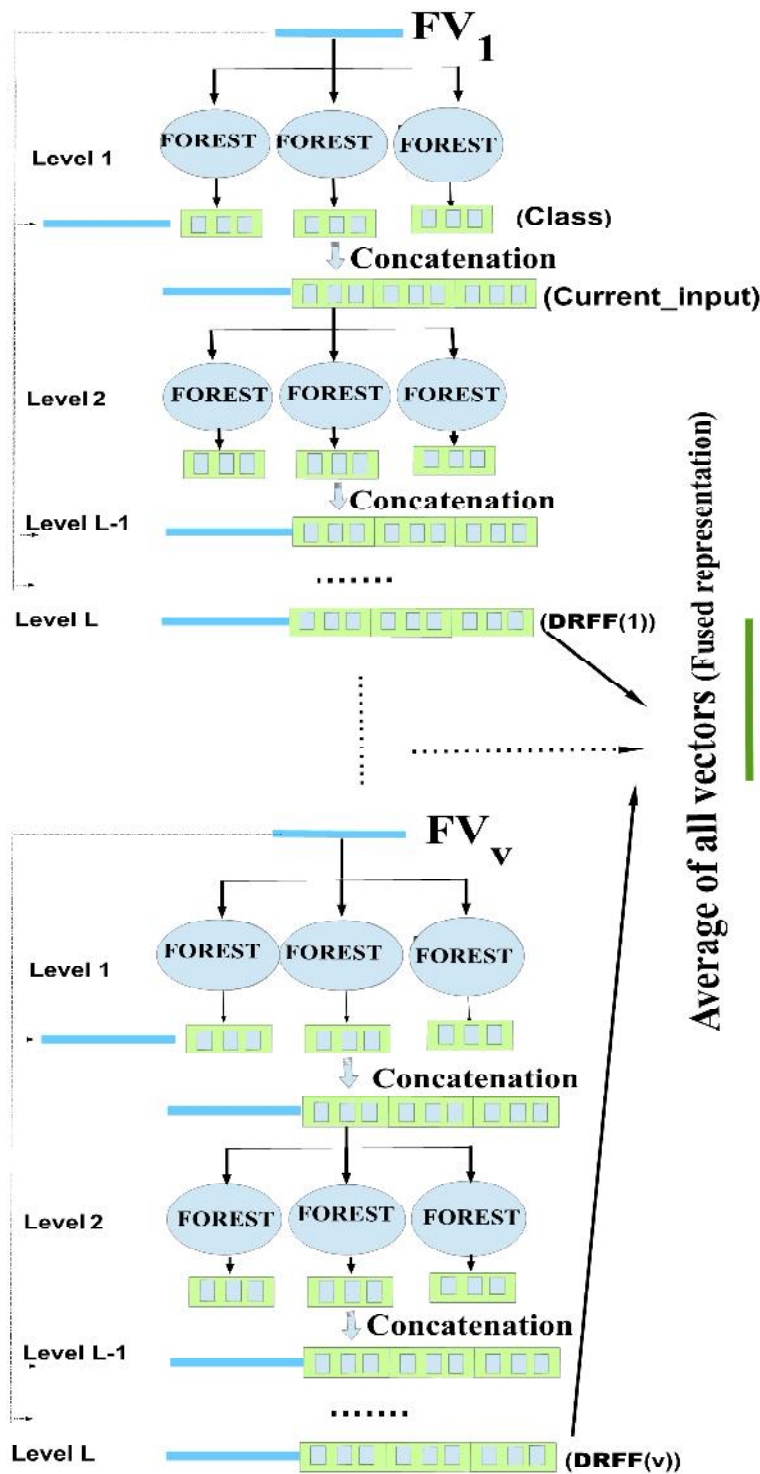 FV1
FOREST FOREST FOREST
Level 1
(Class)
Concatenation
(Current_input)
FOREST FOREST FOREST
Level 2
Concatenation
Level L-1
.......
Level L
(DRFF(1))
Average of all vectors (Fused representation)
FVv
FOREST FOREST FOREST
Level 1
Concatenation
FOREST FOREST FOREST
Level 2
Concatenation
Level L-1
.......
Level L
(DRFF(v))